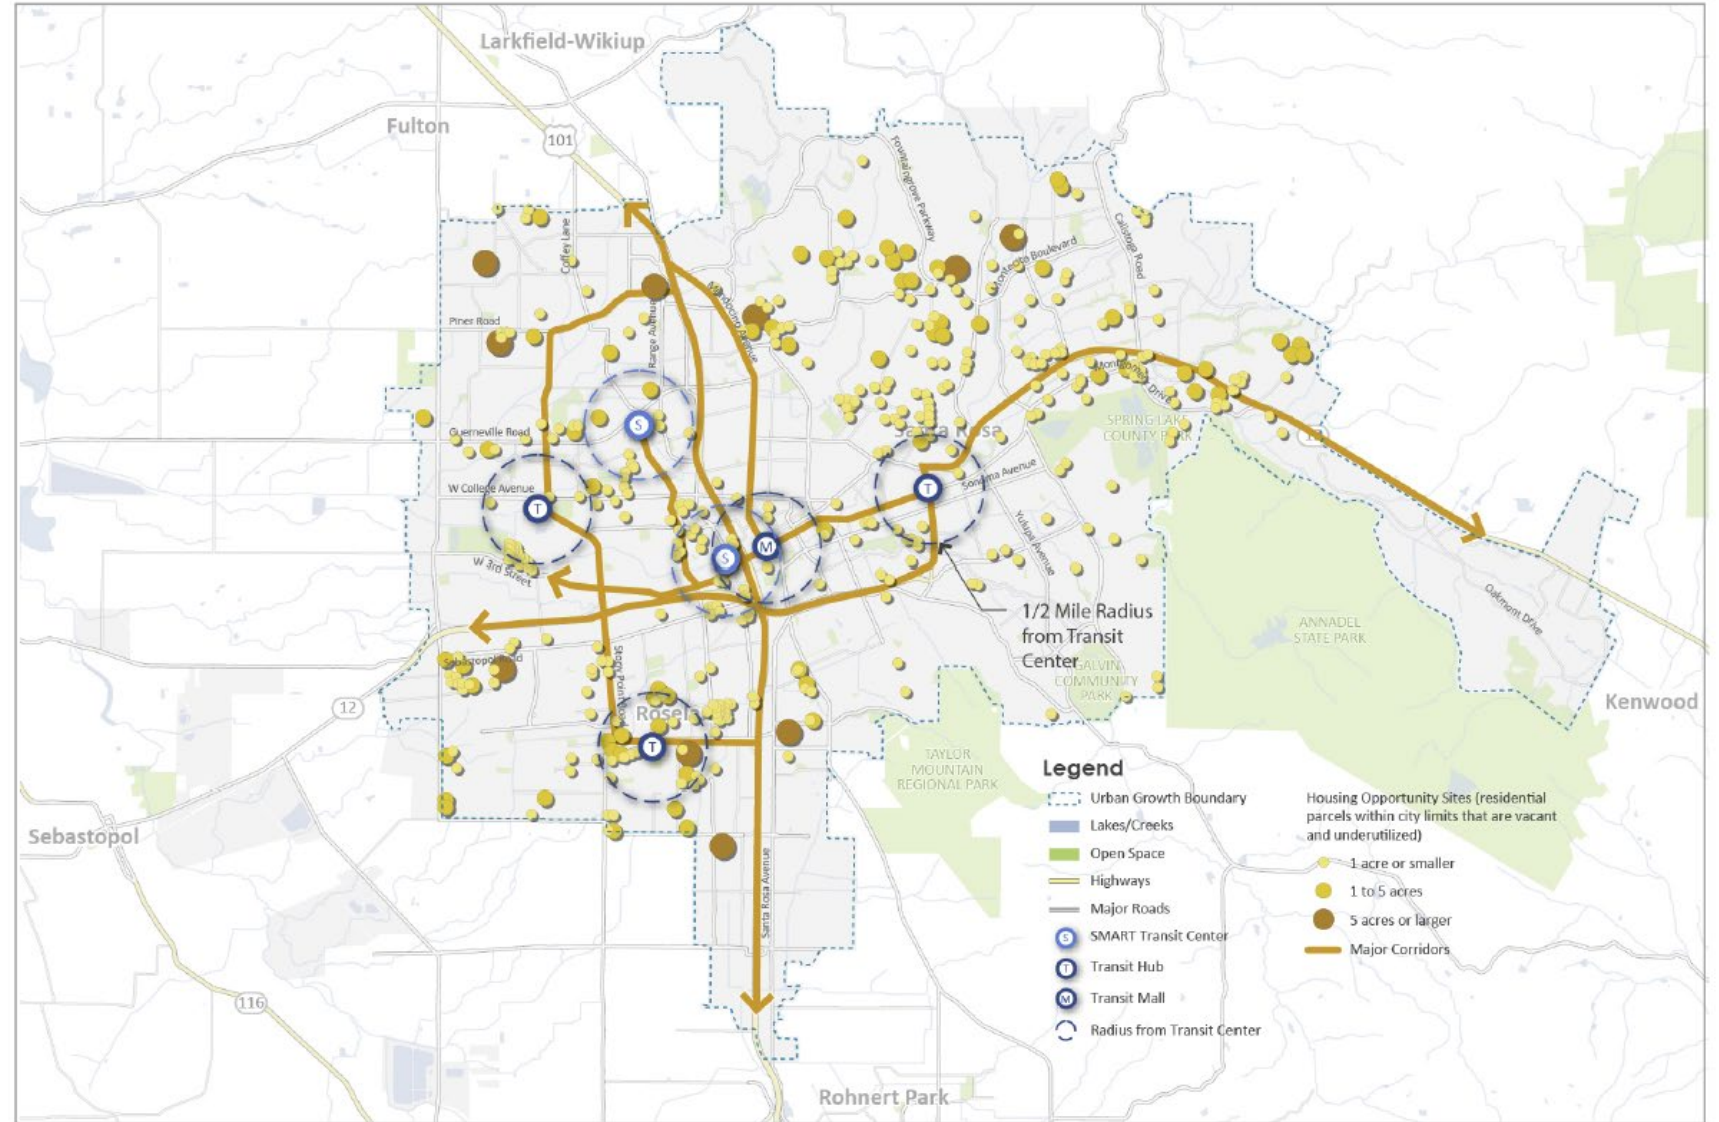 Larkfield-Wikiup
Fulton
101
Fountaingrove Parkway
Calistoga Road
Coffey Lane
Montecito Boulevard
Mendocino Avenue
Piner Road
Range Avenue
Montgomery Drive
SPRING LAKE
COUNTY PARK
Guerneville Road
S
Santa Rosa
12
Sonoma Avenue
W College Avenue
T
T
Yulupa Avenue
M
S
W 3rd Street
Oakmont Drive
1/2 Mile Radius
from Transit
Center
ANNADEL
STATE PARK
Sebastopol Road
Stony Point Road
GALVIN
COMMUNITY
PARK
12
Kenwood
Roseland
T
TAYLOR
MOUNTAIN
REGIONAL PARK
Sebastopol
Santa Rosa Avenue
116
Rohnert Park
Legend
Urban Growth Boundary
Lakes/Creeks
Open Space
Highways
Major Roads
S SMART Transit Center
T Transit Hub
M Transit Mall
Radius from Transit Center
Housing Opportunity Sites (residential
parcels within city limits that are vacant
and underutilized)
1 acre or smaller
1 to 5 acres
5 acres or larger
Major Corridors